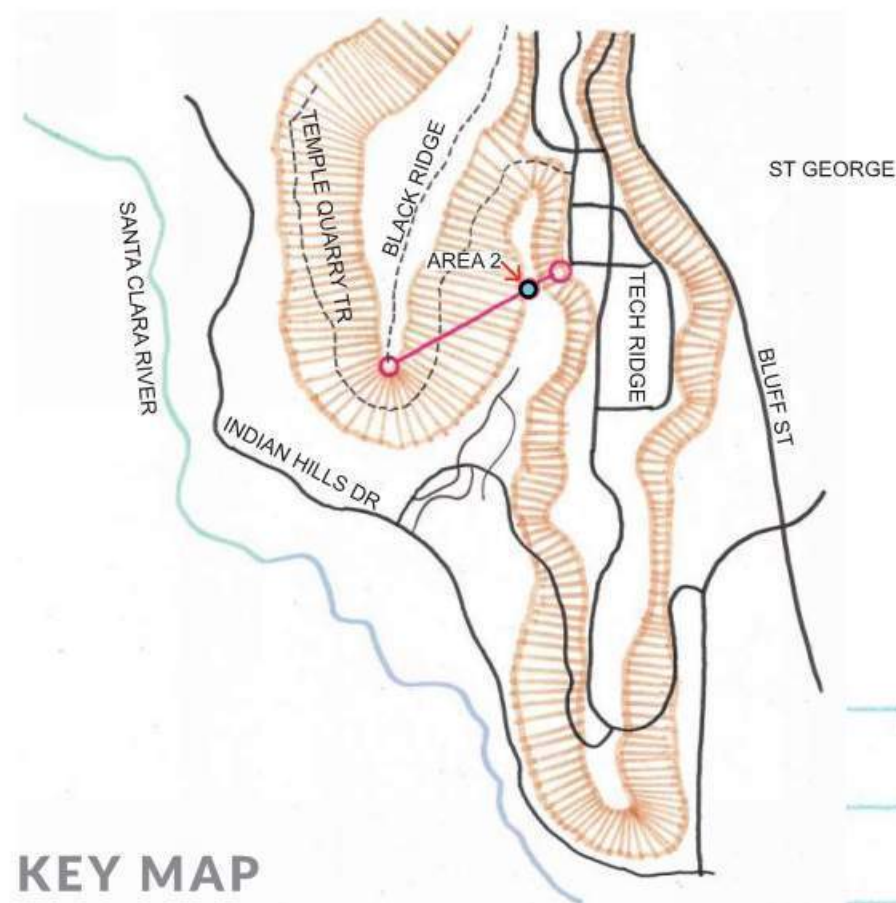 TEMPLE QUARRY TR
BLACK RIDGE
ST GEORGE
SANTA CLARA RIVER
AREA 2
TECH RIDGE
BLUFF ST
INDIAN HILLS DR
KEY MAP